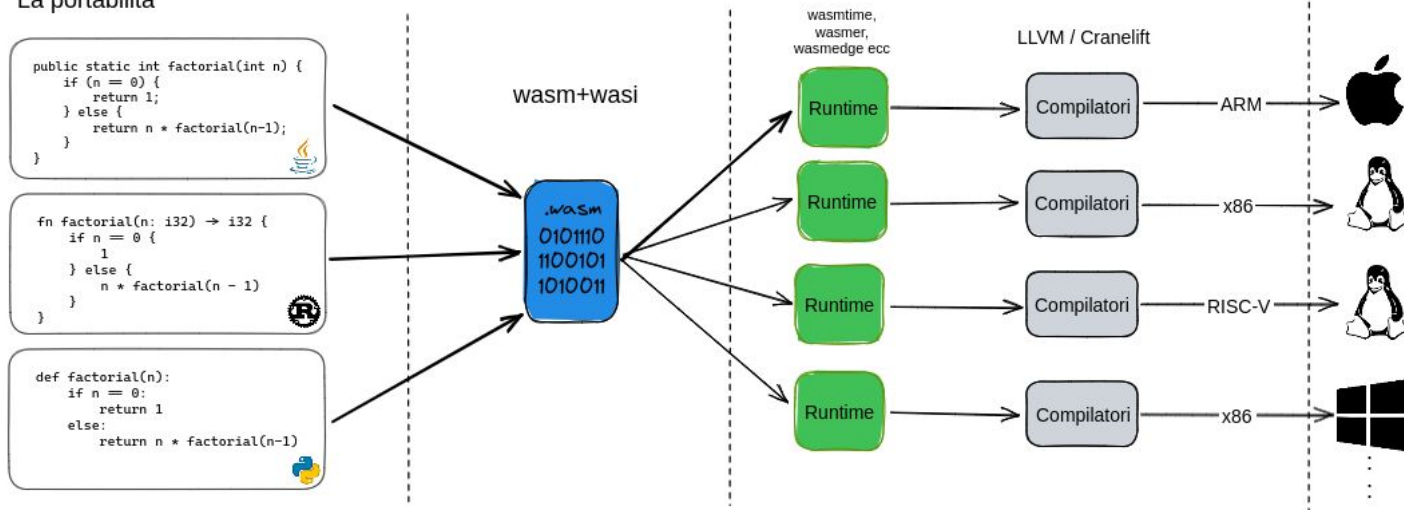 La portabilità
public static int factorial(int n) {
if (n == 0) {
return 1;
} else {
return n * factorial(n-1);
}
}
fn factorial(n: i32) → i32 {
if n == 0 {
1
} else {
n * factorial(n - 1)
}
}
def factorial(n):
if n == 0:
return 1
else:
return n * factorial(n-1)
wasm+wasi
.wasm
0101110
1100101
1010011
wasmtime,
wasmer,
wasmedge ecc
LLVM / Cranelift
Runtime
Compilatori
ARM
Runtime
Compilatori
x86
Runtime
Compilatori
RISC-V
Runtime
Compilatori
x86
R